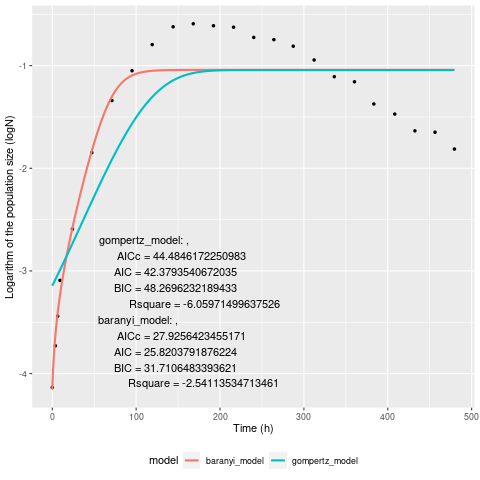 Logarithm of the population size (logN)
-1
-2
-3
-4
gompertz_model: ,
AICc = 44.4846172250983
AIC = 42.3793540672035
BIC = 48.2696232189433
Rsquare = -6.05971499637526
baranyi_model: ,
AICc = 27.9256423455171
AIC = 25.8203791876224
BIC = 31.7106483393621
Rsquare = -2.54113534713461
0 100 200 300 400 500
Time (h)
model baranyi_model gompertz_model